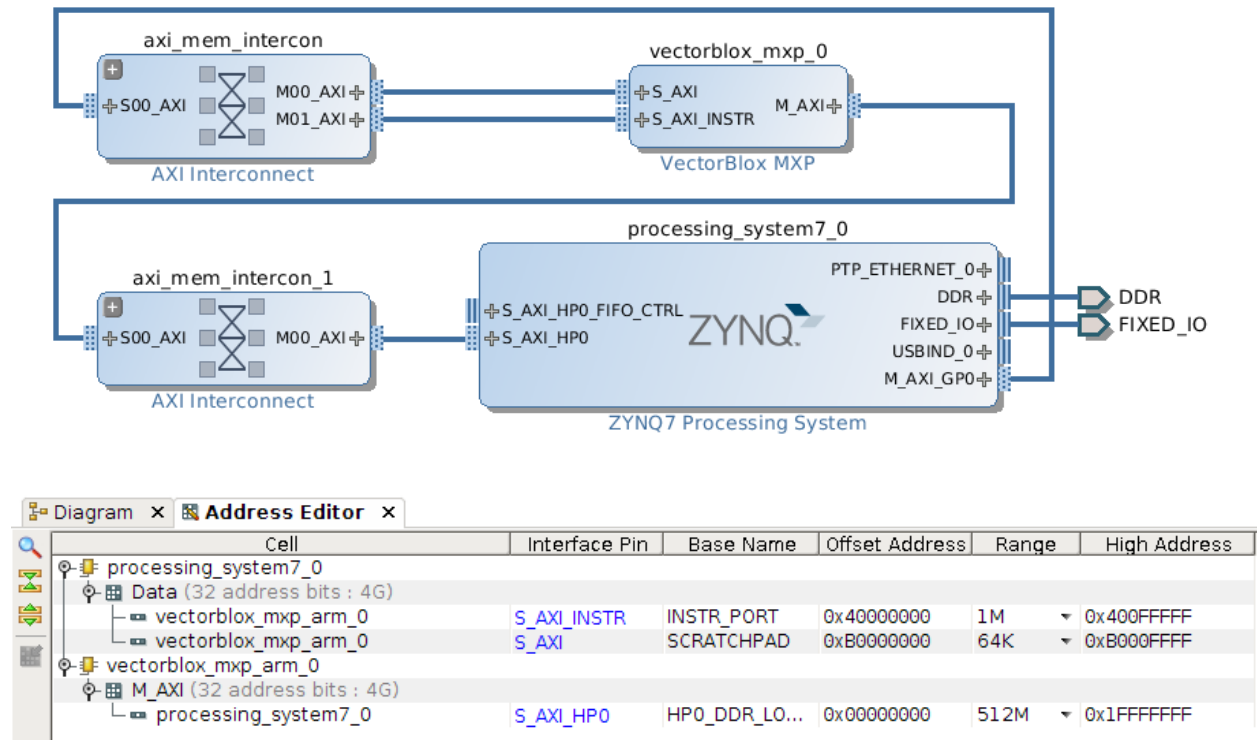 axi_mem_intercon
S00_AXI
M00_AXI
M01_AXI
AXI Interconnect
vectorblox_mxp_0
S_AXI
S_AXI_INSTR
M_AXI
VectorBlox MXP
axi_mem_intercon_1
S00_AXI
M00_AXI
AXI Interconnect
processing_system7_0
S_AXI_HP0_FIFO_CTRL
S_AXI_HP0
ZYNQ
PTP_ETHERNET_0
DDR
FIXED_IO
USBIND_0
M_AXI_GP0
ZYNQ7 Processing System
DDR
FIXED_IO
Diagram Address Editor
Cell Interface Pin Base Name Offset Address Range High Address
processing_system7_0
Data (32 address bits : 4G)
vectorblox_mxp_arm_0 S_AXI_INSTR INSTR_PORT 0x40000000 1M 0x400FFFFF
vectorblox_mxp_arm_0 S_AXI SCRATCHPAD 0xB0000000 64K 0xB000FFFF
vectorblox_mxp_arm_0
M_AXI (32 address bits : 4G)
processing_system7_0 S_AXI_HP0 HP0_DDR_LO... 0x00000000 512M 0x1FFFFFFF